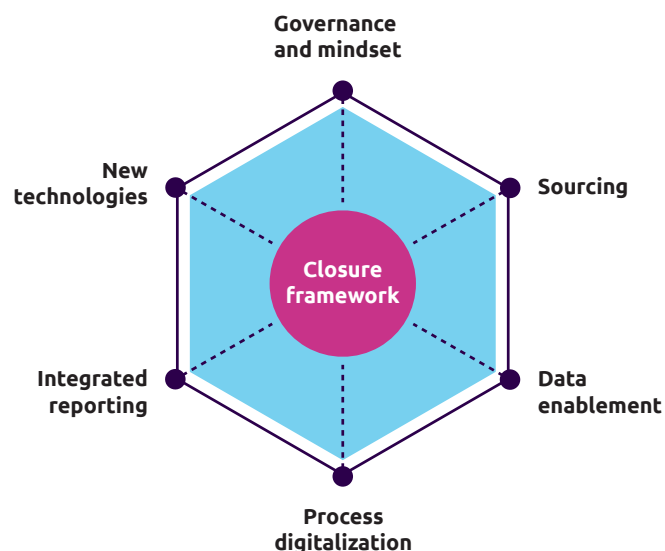 Governance
and mindset
New
technologies
Sourcing
Closure
framework
Integrated
reporting
Data
enablement
Process
digitalization